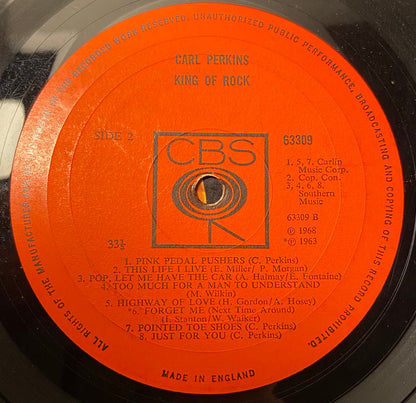 ALL RIGHTS OF THE MANUFACTURER AND OF THE OWNER OF THE RECORDED WORK RESERVED. UNAUTHORIZED PUBLIC PERFORMANCE, BROADCASTING AND COPYING OF THIS RECORD PROHIBITED.
CARL PERKINS
KING OF ROCK
SIDE 2
CBS
63309
1. 5, 7, Carlin
Music Corp.
2. Cop. Con.
3, 4, 6, 8.
Southern
Music
63309 B
℗ 1968
*℗ 1963
33⅓
1. PINK PEDAL PUSHERS (C. Perkins)
2. THIS LIFE I LIVE (E. Miller/ P. Morgan)
3. POP, LET ME HAVE THE CAR (A. Halmay/ E. Fontaine)
4. TOO MUCH FOR A MAN TO UNDERSTAND
(M. Wilkin)
5. HIGHWAY OF LOVE (H. Gordon/ A. Hosey)
*6. FORGET ME (Next Time Around)
(I. Stanton/ W. Walker)
7. POINTED TOE SHOES (C. Perkins)
8. JUST FOR YOU (C. Perkins)
MADE IN ENGLAND